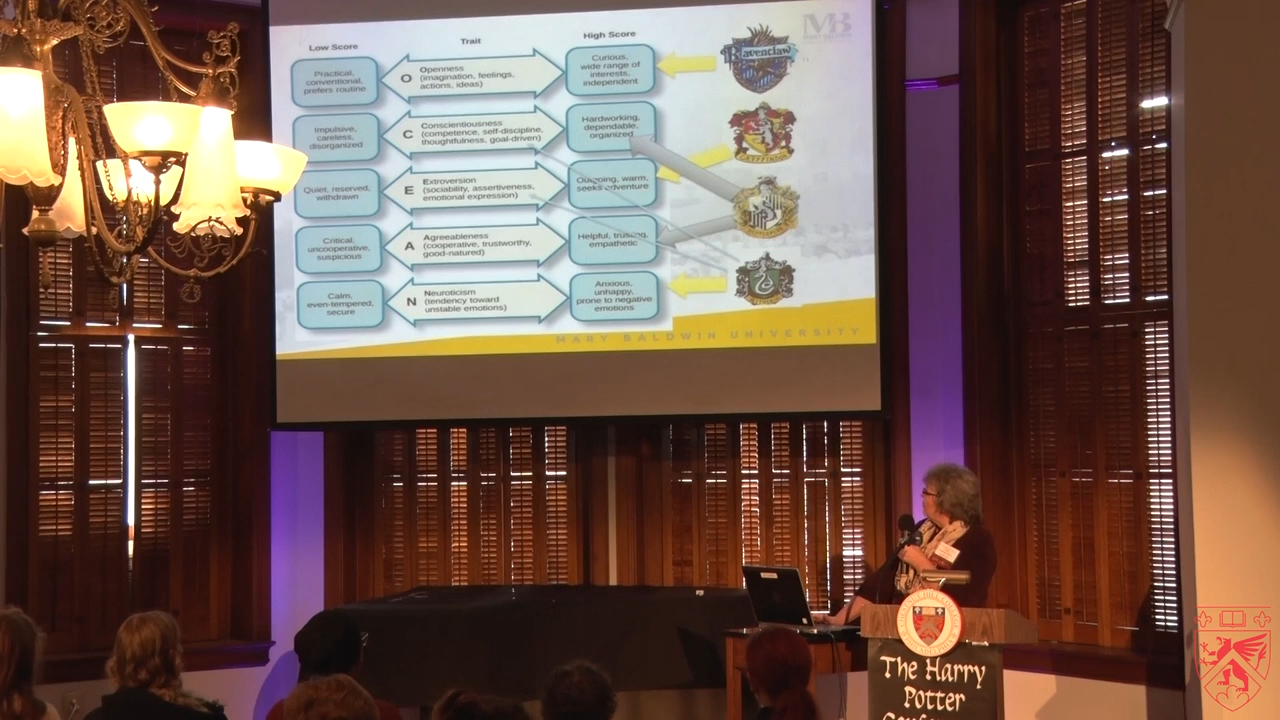 Low Score
Trait
High Score
MB
Practical,
conventional,
prefers routine
O
Openness
(imagination, feelings,
actions, ideas)
Curious,
wide range of
interests,
independent
Ravenclaw
Impulsive,
careless,
disorganized
C
Conscientiousness
(competence, self-discipline,
thoughtfulness, goal-driven)
Hardworking,
dependable,
organized
GRYFFINDOR
Quiet, reserved,
withdrawn
E
Extroversion
(sociability, assertiveness,
emotional expression)
Outgoing, warm,
seeks adventure
Critical,
uncooperative,
suspicious
A
Agreeableness
(cooperative, trustworthy,
good-natured)
Helpful, trusting,
empathetic
Calm,
even-tempered,
secure
N
Neuroticism
(tendency toward
unstable emotions)
Anxious,
unhappy,
prone to negative
emotions
MARY BALDWIN UNIVERSITY
The Harry
Potter